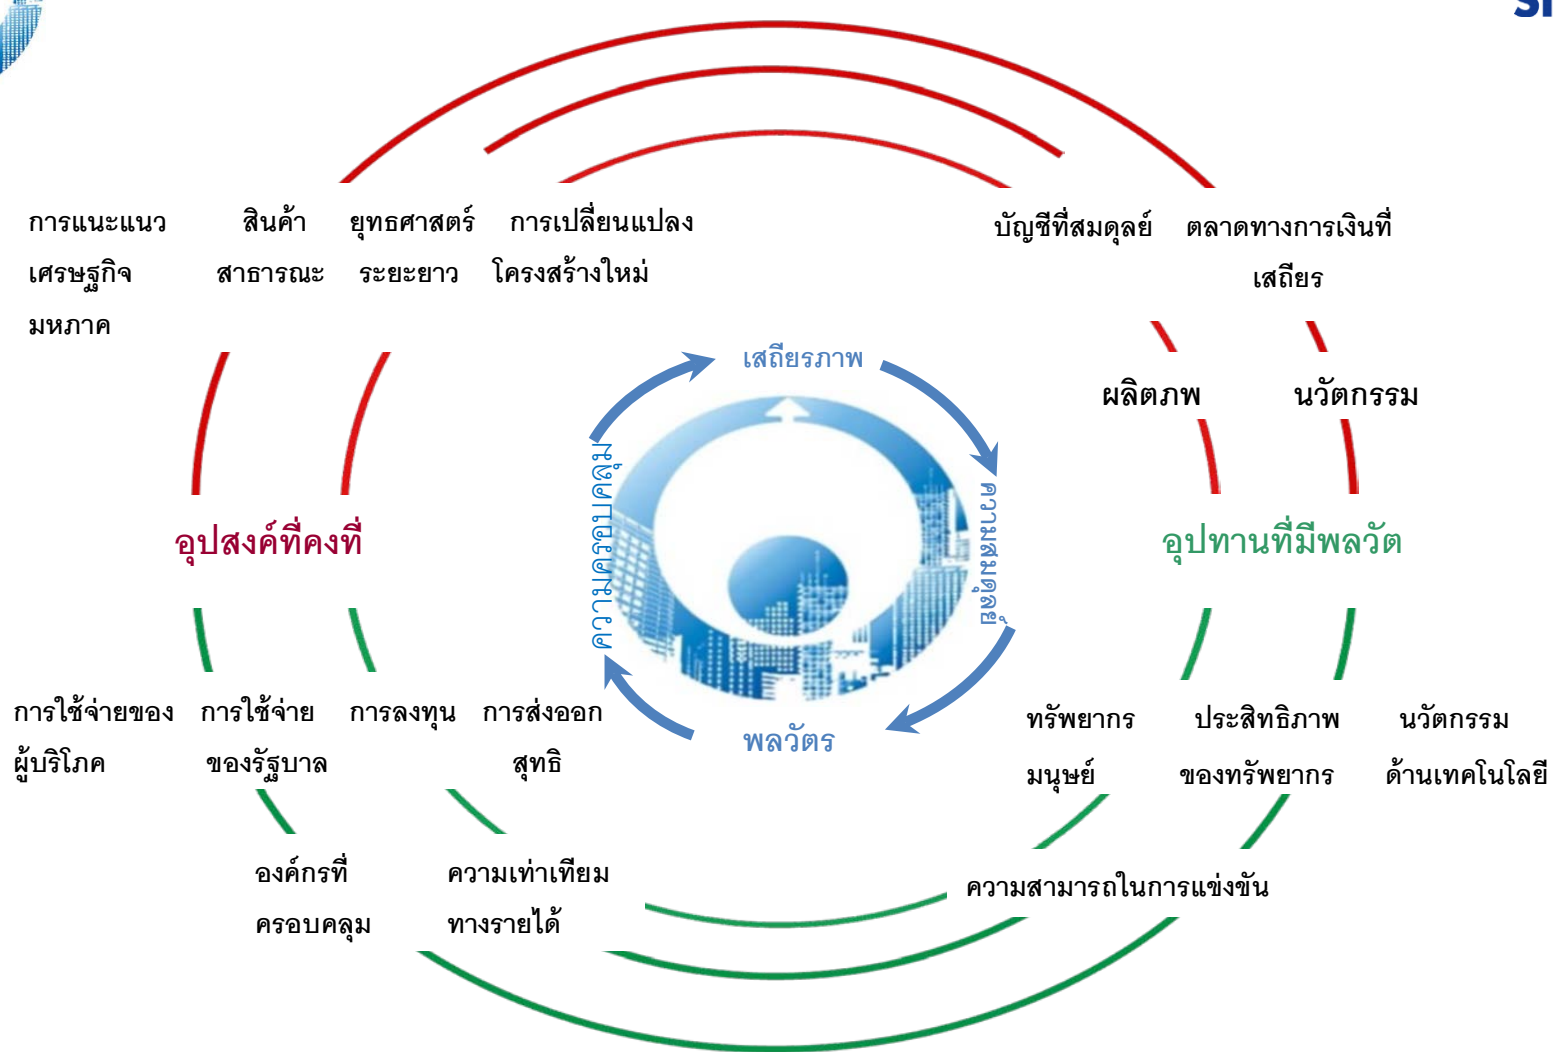 การแนะแนว
เศรษฐกิจ
มหภาค
สินค้า
สาธารณะ
ยุทธศาสตร์
ระยะยาว
การเปลี่ยนแปลง
โครงสร้างใหม่
บัญชีที่สมดุลย์
ตลาดทางการเงินที่
เสถียร
เสถียรภาพ
ผลิตภพ
นวัตกรรม
ความครอบคลุม
ความสมดุลย์
อุปสงค์ที่คงที่
อุปทานที่มีพลวัต
พลวัตร
การใช้จ่ายของ
ผู้บริโภค
การใช้จ่าย
ของรัฐบาล
การลงทุน
การส่งออก
สุทธิ
ทรัพยากร
มนุษย์
ประสิทธิภาพ
ของทรัพยากร
นวัตกรรม
ด้านเทคโนโลยี
องค์กรที่
ครอบคลุม
ความเท่าเทียม
ทางรายได้
ความสามารถในการแข่งขัน